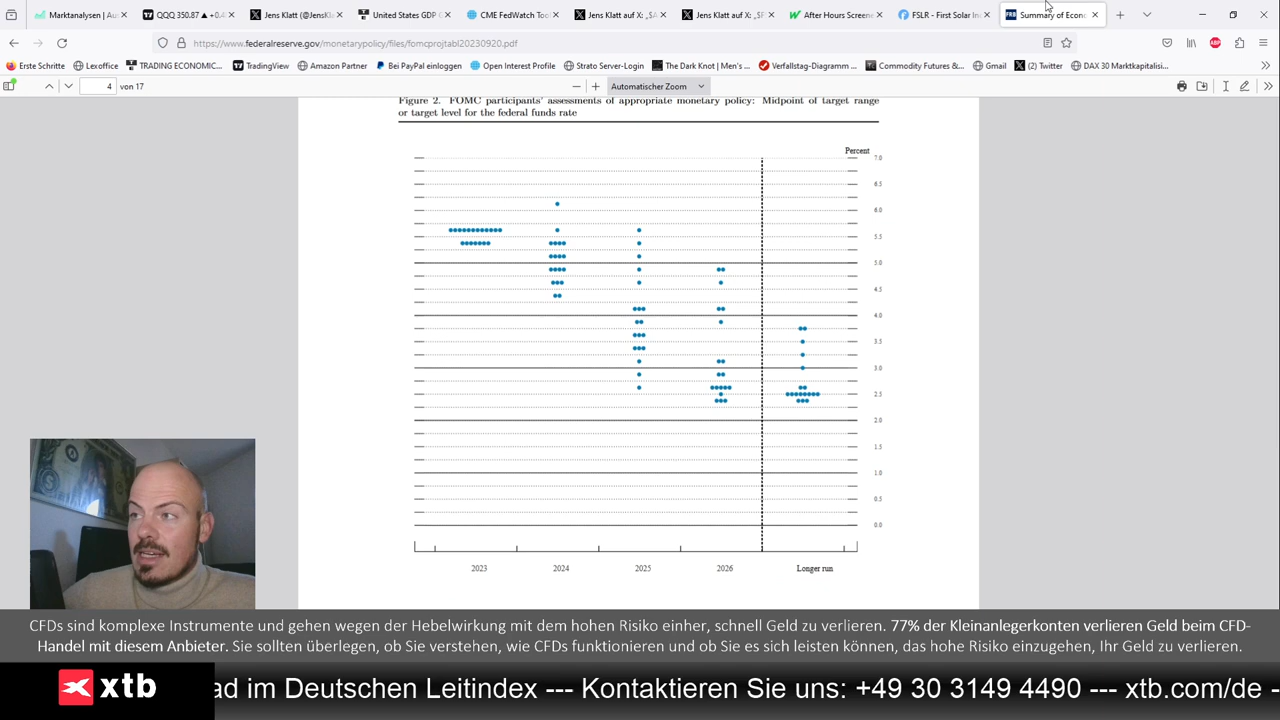 Marktanalysen | Au
QQQ 350.87 ▲ +0.4
Jens Klatt (@JensKl
United States GDP G
CME FedWatch Tool
Jens Klatt auf X: „SA
Jens Klatt auf X: „SF
After Hours Screene
FSLR - First Solar Inc
Summary of Econo
https://www.federalreserve.gov/monetarypolicy/files/fomcprojtabl20230920.pdf
Erste Schritte
Lexoffice
TRADING ECONOMIC...
TradingView
Amazon Partner
Bei PayPal einloggen
Open Interest Profile
Strato Server-Login
The Dark Knot | Men's ...
Verfallstag-Diagramm ...
Commodity Futures &...
Gmail
(2) Twitter
DAX 30 Marktkapitalisi...
4 von 17
Automatischer Zoom
Figure 2. FOMC participants' assessments of appropriate monetary policy: Midpoint of target range
or target level for the federal funds rate
Percent
7.0
6.5
6.0
5.5
5.0
4.5
4.0
3.5
3.0
2.5
2.0
1.5
1.0
0.5
0.0
2023 2024 2025 2026 Longer run
CFDs sind komplexe Instrumente und gehen wegen der Hebelwirkung mit dem hohen Risiko einher, schnell Geld zu verlieren. 77% der Kleinanlegerkonten verlieren Geld beim CFD-
Handel mit diesem Anbieter. Sie sollten überlegen, ob Sie verstehen, wie CFDs funktionieren und ob Sie es sich leisten können, das hohe Risiko einzugehen, Ihr Geld zu verlieren.
xtb
ad im Deutschen Leitindex --- Kontaktieren Sie uns: +49 30 3149 4490 --- xtb.com/de -